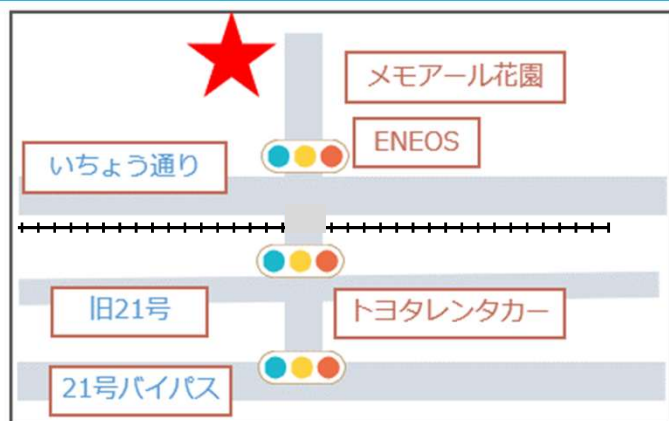 メモアール花園
ENEOS
いちょう通り
旧21号
トヨタレンタカー
21号バイパス